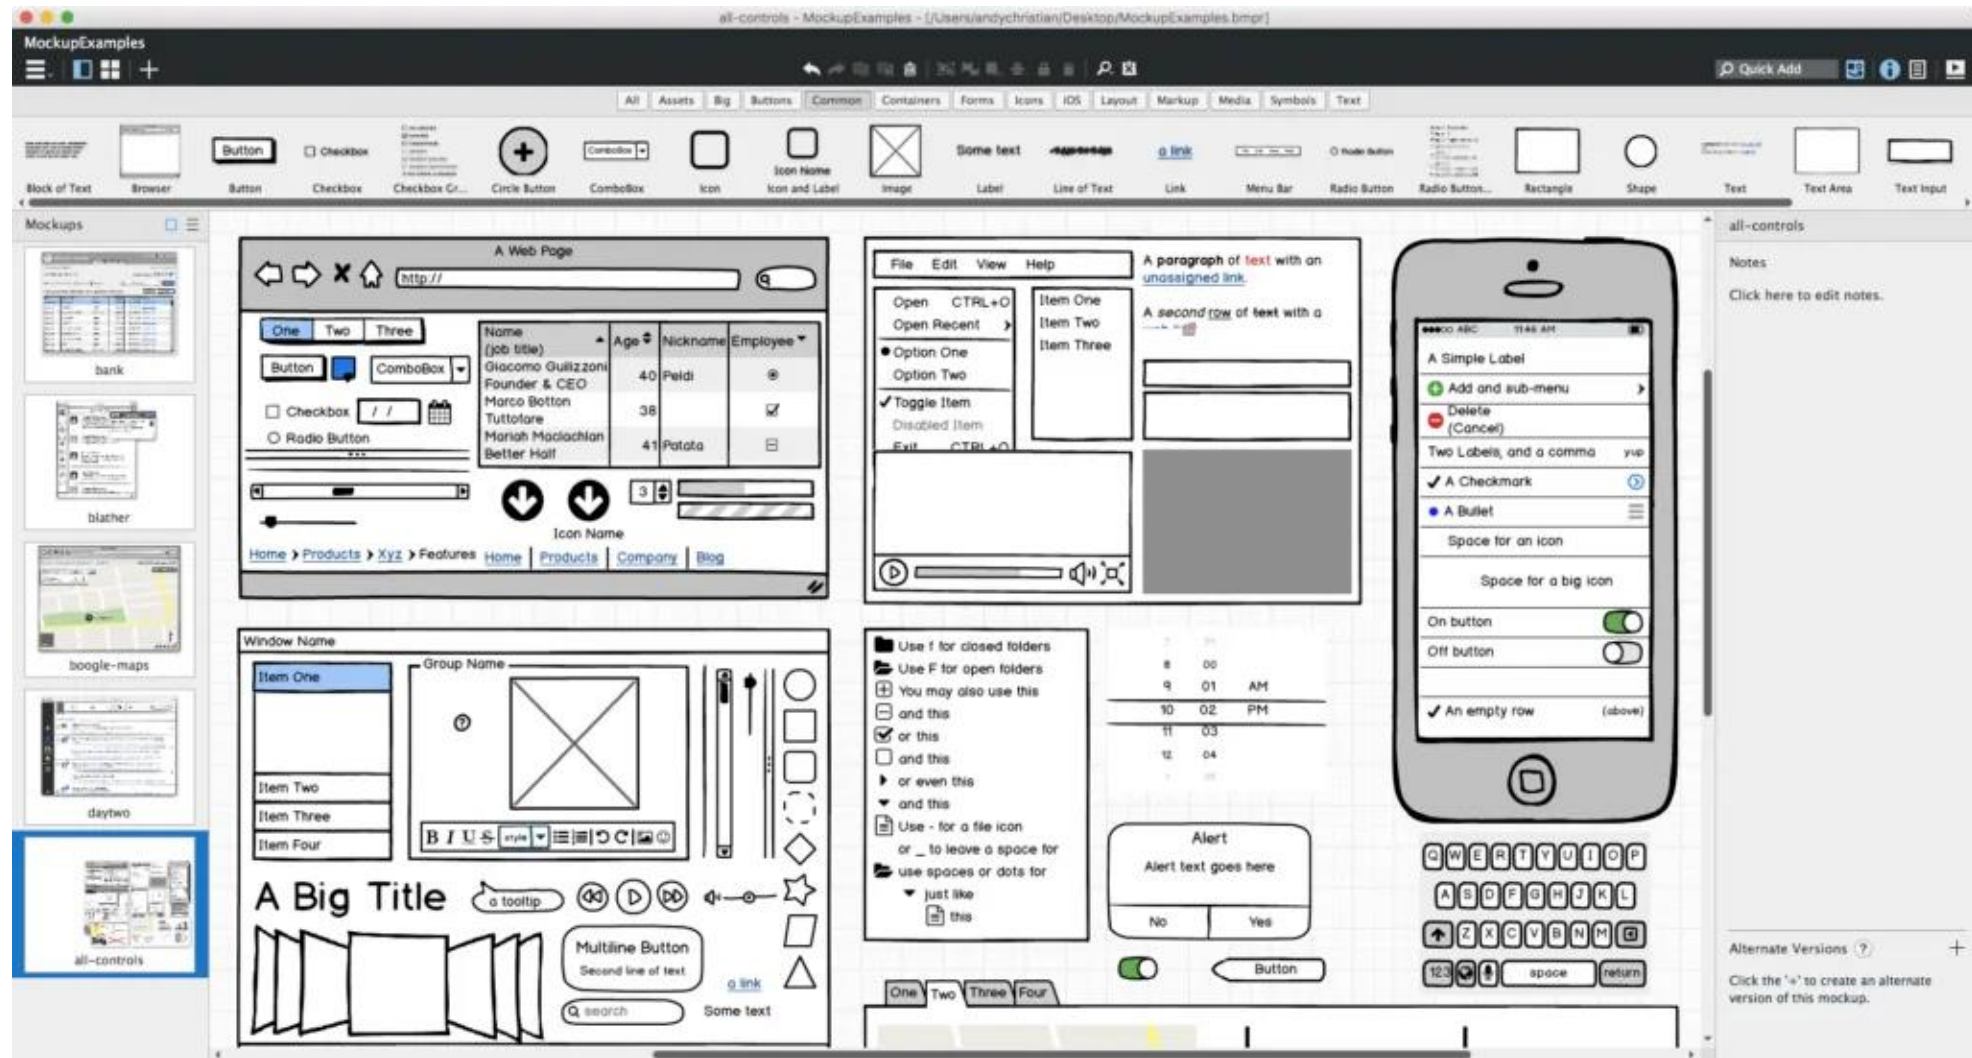 all-controls - MockupExamples - [/Users/andychristian/Desktop/MockupExamples.bmpr]
MockupExamples
Quick Add
All Assets Big Buttons Common Containers Forms Icons iOS Layout Markup Media Symbols Text
Button
Checkbox
ComboBox
Icon Name
Some text
a link
Radio Button
Block of Text Browser Button Checkbox Checkbox Gr... Circle Button ComboBox Icon Icon and Label Image Label Line of Text Link Menu Bar Radio Button Radio Button... Rectangle Shape Text Text Area Text Input
Mockups
bank
blather
boogle-maps
daytwo
all-controls
A Web Page
http://
One Two Three
Button ComboBox
Checkbox / /
Radio Button
Name
(job title) Age Nickname Employee
Giacomo Guilizzoni
Founder & CEO 40 Peldi
Marco Botton
Tuttofare 38
Mariah Maclachlan
Better Half 41 Patata
3
Icon Name
Home Products Xyz Features Home Products Company Blog
File Edit View Help
Open CTRL+O
Open Recent
Option One
Option Two
Toggle Item
Disabled Item
Exit CTRL+Q
Item One
Item Two
Item Three
A paragraph of text with an
unassigned link.
A second row of text with a
ABC 11:46 AM
A Simple Label
Add and sub-menu
Delete
(Cancel)
Two Labels, and a comma yup
A Checkmark
A Bullet
Space for an icon
Space for a big icon
On button
Off button
An empty row (above)
Window Name
Item One
Item Two
Item Three
Item Four
Group Name
?
B I U S style
A Big Title
a tooltip
Multiline Button
Second line of text
search
a link
Some text
Use f for closed folders
Use F for open folders
You may also use this
and this
or this
and this
or even this
and this
Use - for a file icon
or _ to leave a space for
use spaces or dots for
just like
this
8 00
9 01 AM
10 02 PM
11 03
12 04
Alert
Alert text goes here
No Yes
Button
One Two Three Four
Q W E R T Y U I O P
A S D F G H J K L
Z X C V B N M
123 space return
all-controls
Notes
Click here to edit notes.
Alternate Versions ?
Click the '+' to create an alternate
version of this mockup.